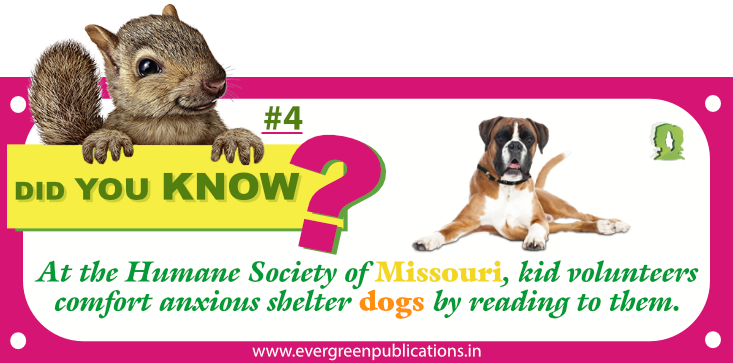 #4
DID YOU KNOW ?
At the Humane Society of Missouri, kid volunteers
comfort anxious shelter dogs by reading to them.
www.evergreenpublications.in